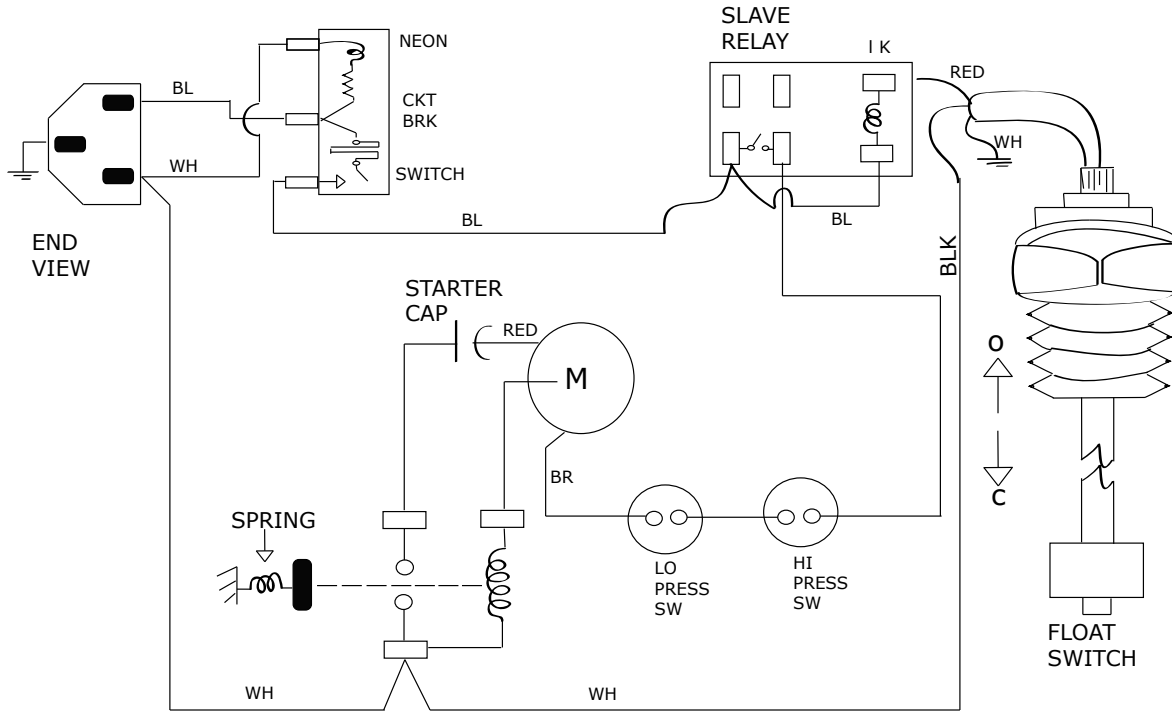 SLAVE
RELAY
I K
NEON
RED
BL
CKT
BRK
WH
WH
SWITCH
BL
BL
END
VIEW
BLK
STARTER
CAP
RED
O
M
BR
C
SPRING
LO
PRESS
SW
HI
PRESS
SW
FLOAT
SWITCH
WH
WH